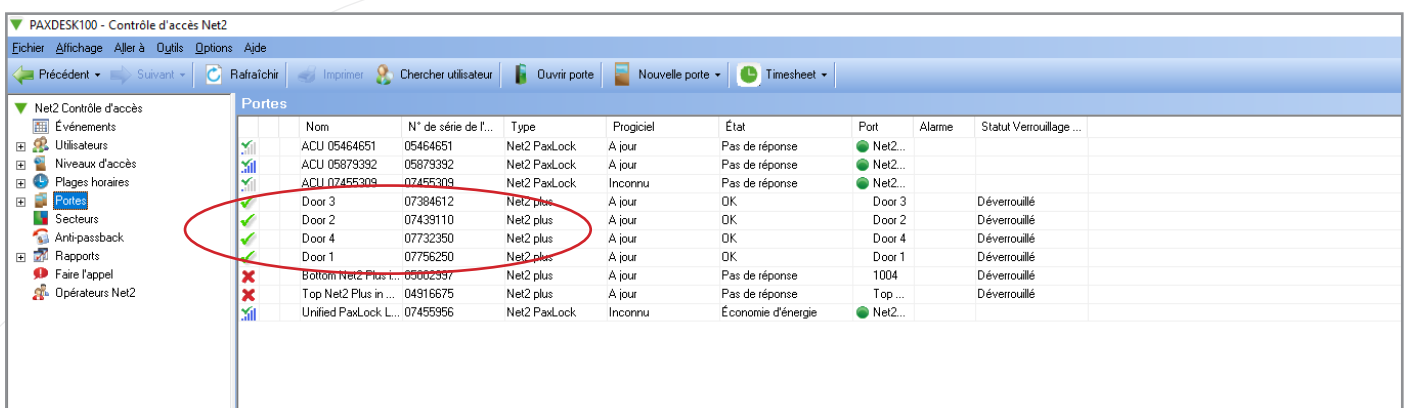 PAXDESK100 - Contrôle d'accès Net2
Fichier Affichage Aller à Outils Options Aide
Précédent Suivant Rafraîchir Imprimer Chercher utilisateur Ouvrir porte Nouvelle porte Timesheet
Net2 Contrôle d'accès
Événements
Utilisateurs
Niveaux d'accès
Plages horaires
Portes
Secteurs
Anti-passback
Rapports
Faire l'appel
Opérateurs Net2
Portes
Nom N° de série de l'... Type Progiciel État Port Alarme Statut Verrouillage ...
ACU 05464651 05464651 Net2 PaxLock A jour Pas de réponse Net2...
ACU 05879392 05879392 Net2 PaxLock A jour Pas de réponse Net2...
ACU 07455309 07455309 Net2 PaxLock Inconnu Pas de réponse Net2...
Door 3 07384612 Net2 plus A jour OK Door 3 Déverrouillé
Door 2 07439110 Net2 plus A jour OK Door 2 Déverrouillé
Door 4 07732350 Net2 plus A jour OK Door 4 Déverrouillé
Door 1 07756250 Net2 plus A jour OK Door 1 Déverrouillé
Bottom Net2 Plus i... 05002997 Net2 plus A jour Pas de réponse 1004 Déverrouillé
Top Net2 Plus in ... 04916675 Net2 plus A jour Pas de réponse Top ... Déverrouillé
Unified PaxLock L... 07455956 Net2 PaxLock Inconnu Économie d'énergie Net2...